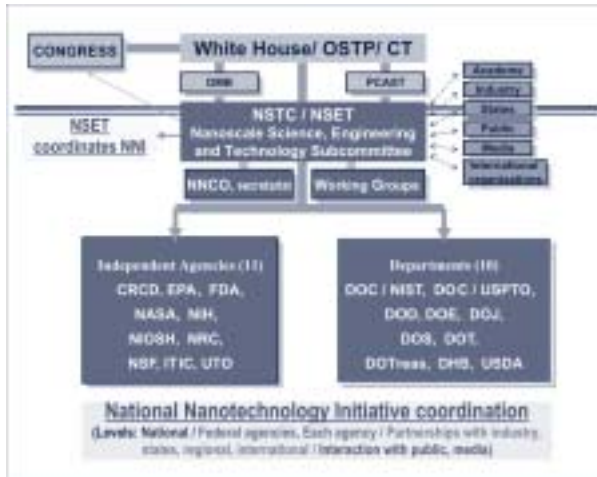 CONGRESS
White House/ OSTP/ CT
OMB
PCAST
Academy
Industry
States
Public
Media
International
organizations
NSTC / NSET
Nanoscale Science, Engineering
and Technology Subcommittee
NSET
coordinates NNI
NNCO, secretariat
Working Groups
Independent Agencies (11)
CRCD, EPA, FDA,
NASA, NIH,
NIOSH, NRC,
NSF, ITIC, UTO
Departments (10)
DOC / NIST, DOC / USPTO,
DOD, DOE, DOJ,
DOS, DOT,
DOTreas, DHS, USDA
National Nanotechnology Initiative coordination
(Levels: National / Federal agencies, Each agency / Partnerships with industry,
states, regional, international / Interaction with public, media)